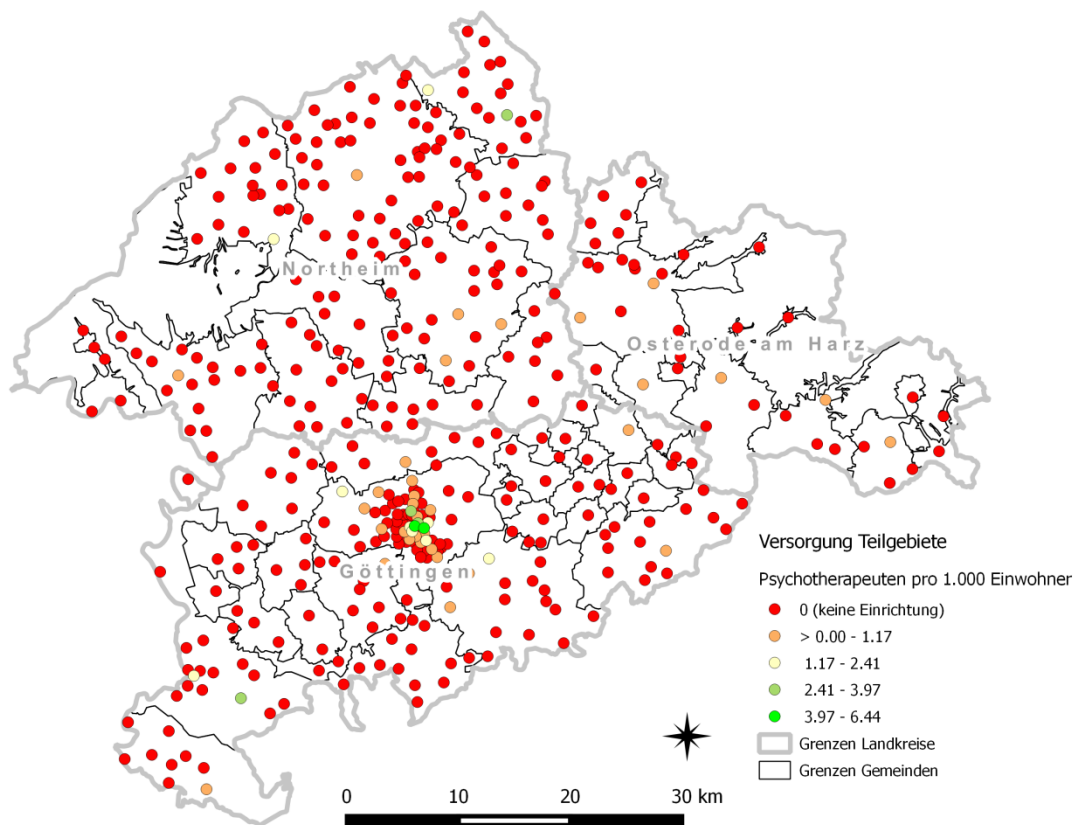 Northeim
Osterode am Harz
Göttingen
Versorgung Teilgebiete
Psychotherapeuten pro 1.000 Einwohner
0 (keine Einrichtung)
> 0.00 - 1.17
1.17 - 2.41
2.41 - 3.97
3.97 - 6.44
Grenzen Landkreise
Grenzen Gemeinden
0 10 20 30 km